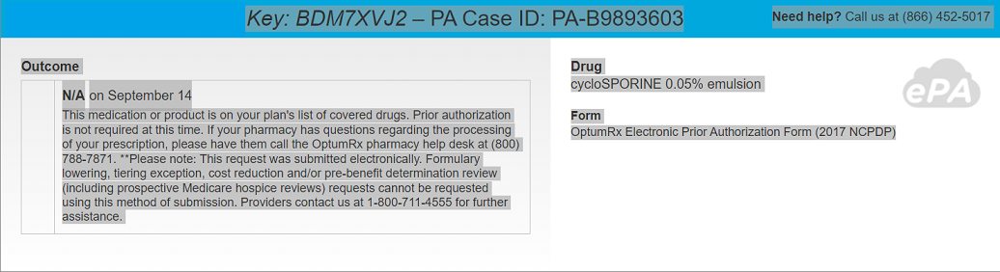 Key: BDM7XVJ2 – PA Case ID: PA-B9893603
Need help? Call us at (866) 452-5017
Outcome
N/A on September 14
This medication or product is on your plan's list of covered drugs. Prior authorization
is not required at this time. If your pharmacy has questions regarding the processing
of your prescription, please have them call the OptumRx pharmacy help desk at (800)
788-7871. **Please note: This request was submitted electronically. Formulary
lowering, tiering exception, cost reduction and/or pre-benefit determination review
(including prospective Medicare hospice reviews) requests cannot be requested
using this method of submission. Providers contact us at 1-800-711-4555 for further
assistance.
Drug
cycloSPORINE 0.05% emulsion
ePA
Form
OptumRx Electronic Prior Authorization Form (2017 NCPDP)